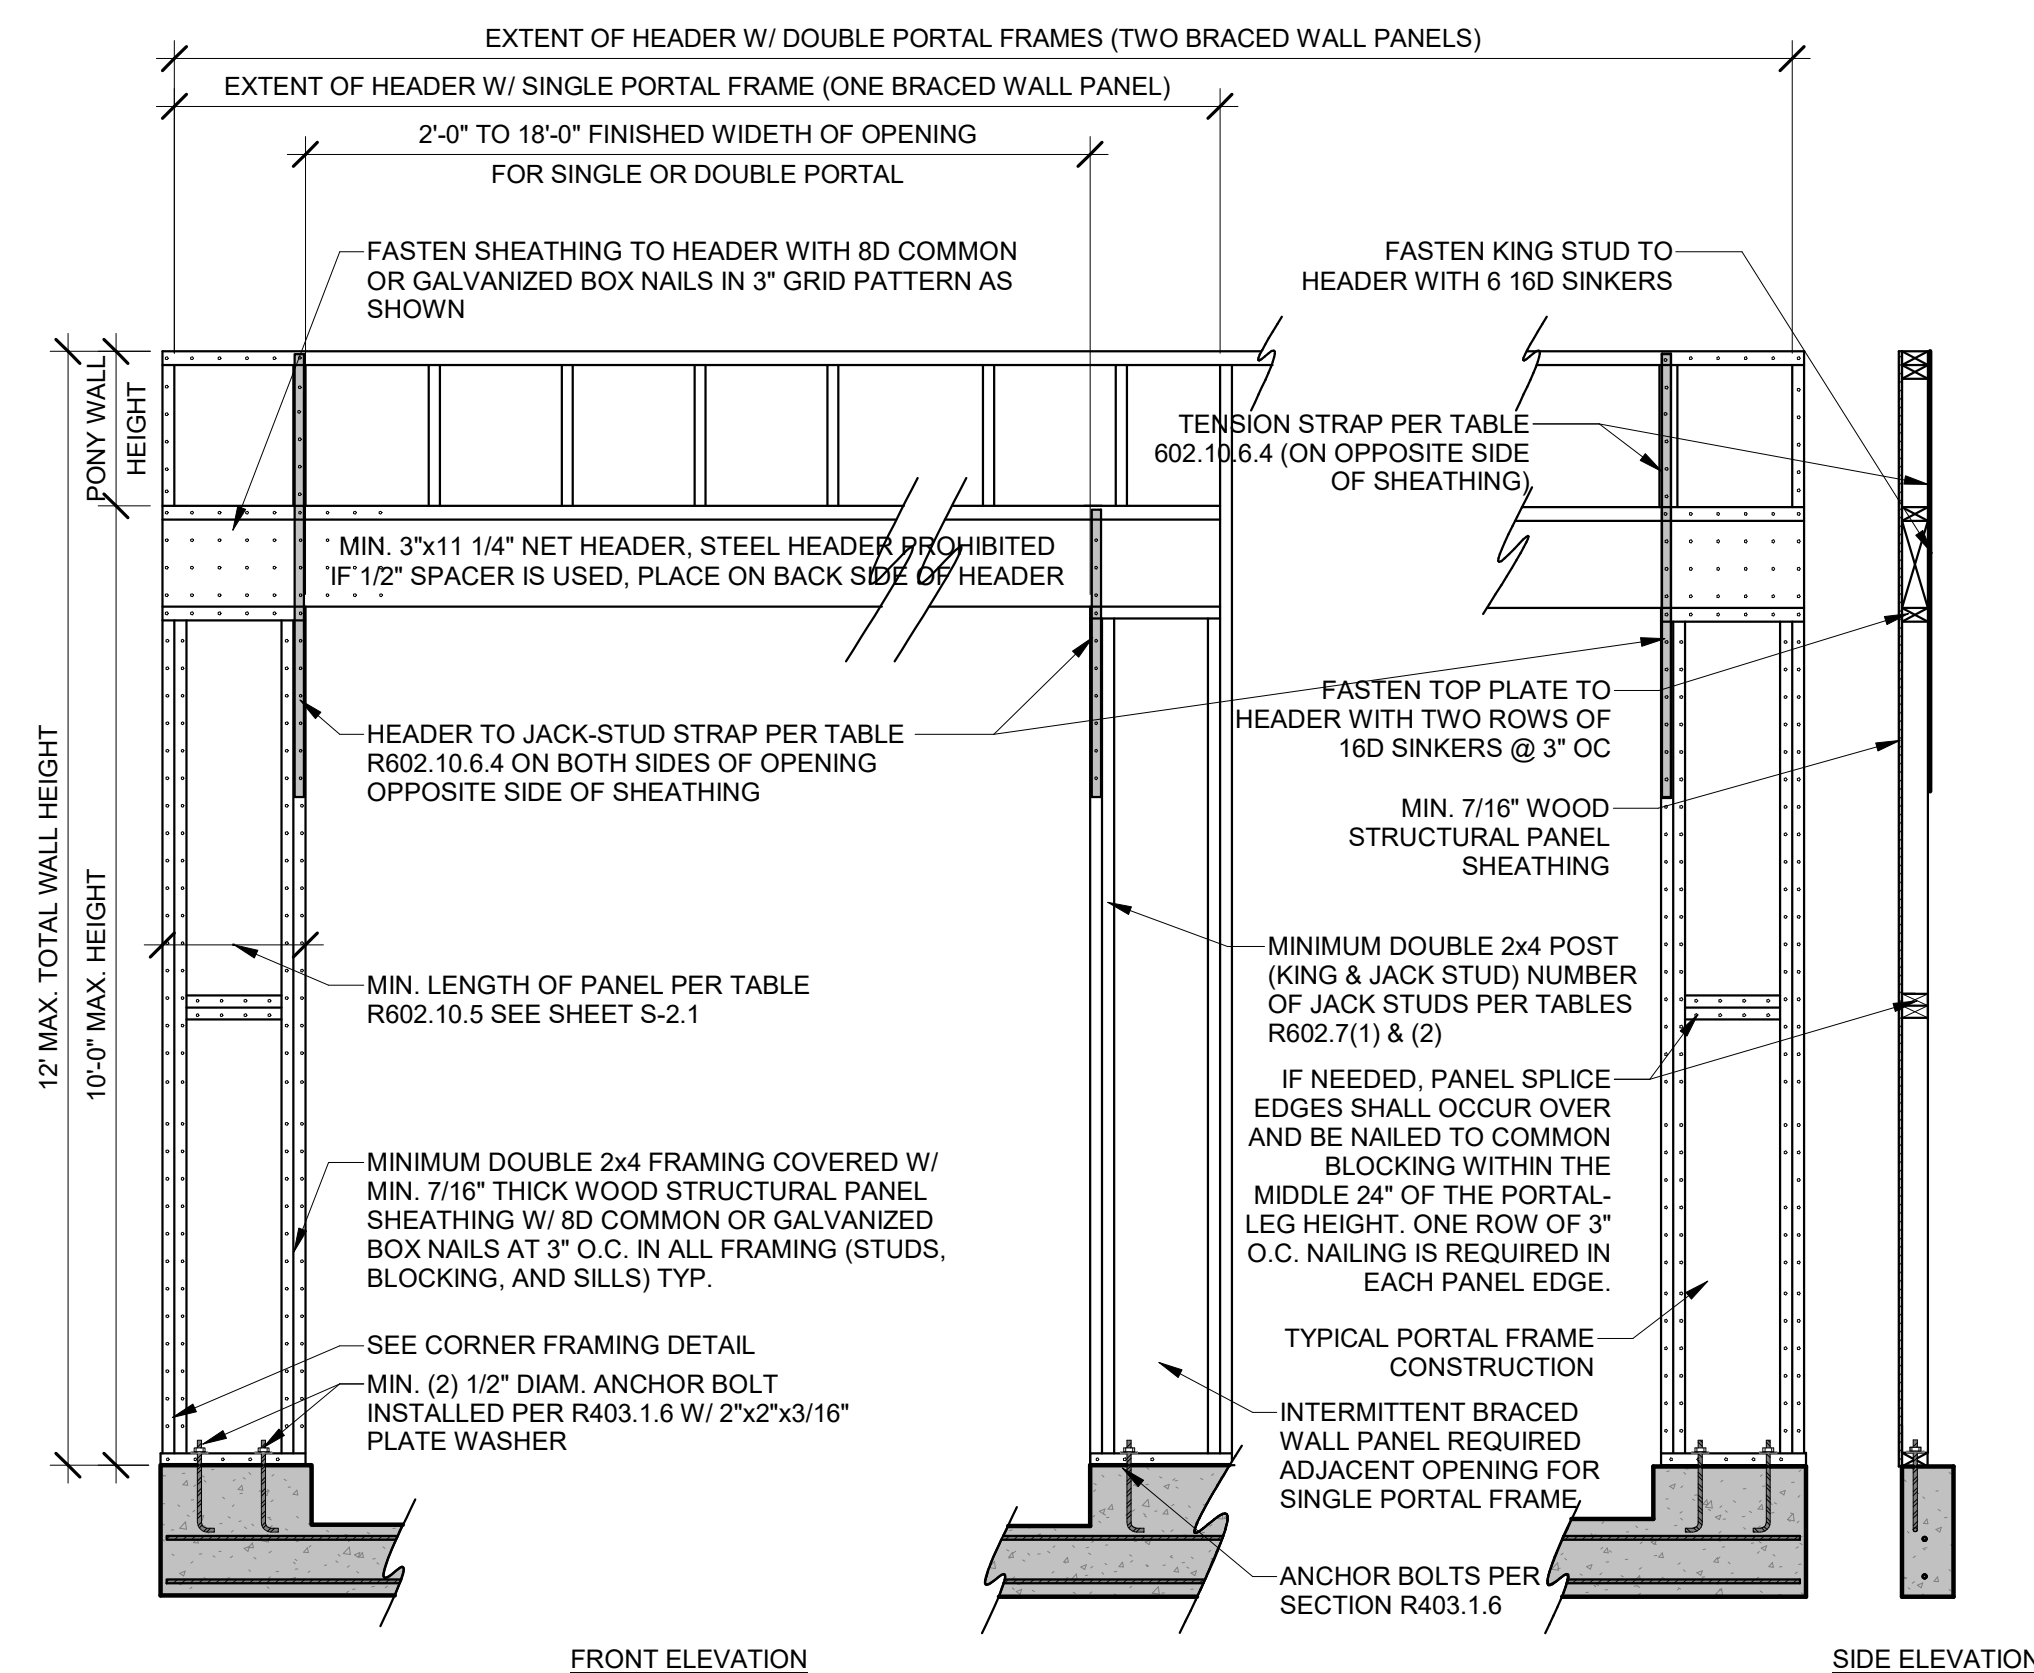 EXTENT OF HEADER W/ DOUBLE PORTAL FRAMES (TWO BRACED WALL PANELS)
EXTENT OF HEADER W/ SINGLE PORTAL FRAME (ONE BRACED WALL PANEL)
2'-0" TO 18'-0" FINISHED WIDETH OF OPENING
FOR SINGLE OR DOUBLE PORTAL
FASTEN SHEATHING TO HEADER WITH 8D COMMON
OR GALVANIZED BOX NAILS IN 3" GRID PATTERN AS
SHOWN
FASTEN KING STUD TO
HEADER WITH 6 16D SINKERS
PONY WALL
HEIGHT
TENSION STRAP PER TABLE
602.10.6.4 (ON OPPOSITE SIDE
OF SHEATHING)
MIN. 3"x11 1/4" NET HEADER, STEEL HEADER PROHIBITED
IF 1/2" SPACER IS USED, PLACE ON BACK SIDE OF HEADER
12' MAX. TOTAL WALL HEIGHT
10'-0" MAX. HEIGHT
HEADER TO JACK-STUD STRAP PER TABLE
R602.10.6.4 ON BOTH SIDES OF OPENING
OPPOSITE SIDE OF SHEATHING
FASTEN TOP PLATE TO
HEADER WITH TWO ROWS OF
16D SINKERS @ 3" OC
MIN. 7/16" WOOD
STRUCTURAL PANEL
SHEATHING
MIN. LENGTH OF PANEL PER TABLE
R602.10.5 SEE SHEET S-2.1
MINIMUM DOUBLE 2x4 POST
(KING & JACK STUD) NUMBER
OF JACK STUDS PER TABLES
R602.7(1) & (2)
IF NEEDED, PANEL SPLICE
EDGES SHALL OCCUR OVER
AND BE NAILED TO COMMON
BLOCKING WITHIN THE
MIDDLE 24" OF THE PORTAL-
LEG HEIGHT. ONE ROW OF 3"
O.C. NAILING IS REQUIRED IN
EACH PANEL EDGE.
MINIMUM DOUBLE 2x4 FRAMING COVERED W/
MIN. 7/16" THICK WOOD STRUCTURAL PANEL
SHEATHING W/ 8D COMMON OR GALVANIZED
BOX NAILS AT 3" O.C. IN ALL FRAMING (STUDS,
BLOCKING, AND SILLS) TYP.
SEE CORNER FRAMING DETAIL
MIN. (2) 1/2" DIAM. ANCHOR BOLT
INSTALLED PER R403.1.6 W/ 2"x2"x3/16"
PLATE WASHER
TYPICAL PORTAL FRAME
CONSTRUCTION
INTERMITTENT BRACED
WALL PANEL REQUIRED
ADJACENT OPENING FOR
SINGLE PORTAL FRAME
ANCHOR BOLTS PER
SECTION R403.1.6
FRONT ELEVATION
SIDE ELEVATION